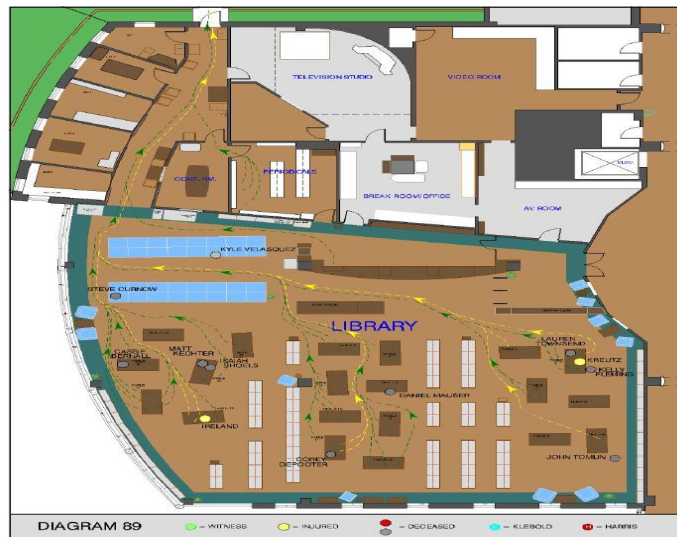 TELEVISION STUDIO
VIDEO ROOM
CONF.RM.
PERIODICALS
BREAK ROOM/OFFICE
AV ROOM
ELEV
KYLE VELASQUEZ
STEVE CURNOW
LIBRARY
LAUREN
TOWNSEND
KREUTZ
KELLY
FLEMING
MATT
KECHTER
CASSIE
BERNALL
ISAIAH
SHOELS
DANIEL MAUSER
IRELAND
COREY
DEPOOTER
JOHN TOMLIN
DIAGRAM 89
= WITNESS
= INJURED
= DECEASED
= KLEBOLD
H = HARRIS